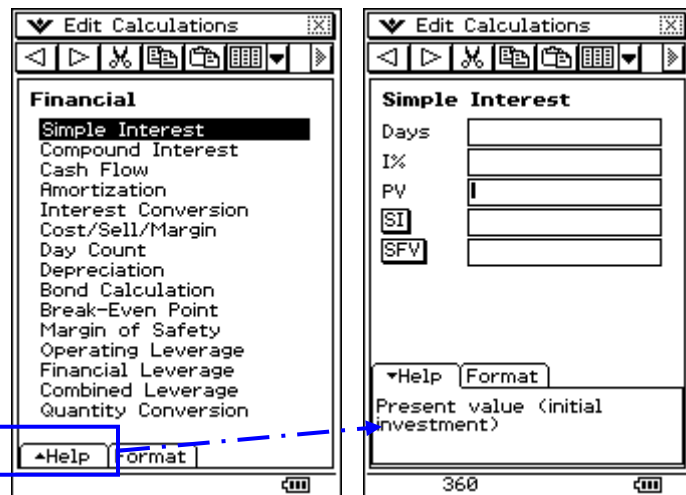 Edit Calculations
Financial
Simple Interest
Compound Interest
Cash Flow
Amortization
Interest Conversion
Cost/Sell/Margin
Day Count
Depreciation
Bond Calculation
Break-Even Point
Margin of Safety
Operating Leverage
Financial Leverage
Combined Leverage
Quantity Conversion
Help Format
Edit Calculations
Simple Interest
Days
I%
PV
SI
SFV
Help Format
Present value (initial
investment)
360